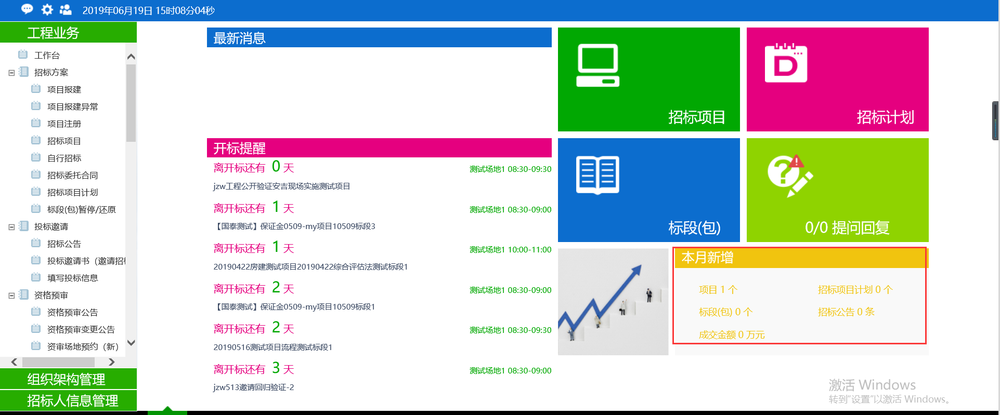 2019年06月19日 15时08分04秒
工程业务
工作台
招标方案
项目报建
项目报建异常
项目注册
招标项目
自行招标
招标委托合同
招标项目计划
标段(包)暂停/还原
投标邀请
招标公告
投标邀请书（邀请招
填写投标信息
资格预审
资格预审公告
资格预审变更公告
资审场地预约（新）
组织架构管理
招标人信息管理
最新消息
开标提醒
离开标还有 0 天 测试场地1 08:30-09:30
jzw工程公开验证安吉现场实施测试项目
离开标还有 1 天 测试场地1 08:30-09:00
【国泰测试】保证金0509-my项目10509标段3
离开标还有 1 天 测试场地1 10:00-11:00
20190422房建测试项目20190422综合评估法测试标段1
离开标还有 2 天 测试场地1 08:30-09:00
【国泰测试】保证金0509-my项目10509标段1
离开标还有 2 天 测试场地1 08:30-09:30
20190516测试项目流程测试标段1
离开标还有 3 天 测试场地1 08:30-09:00
jzw513邀请回归验证-2
招标项目
D
招标计划
标段(包)
0/0 提问回复
本月新增
项目 1 个 招标项目计划 0 个
标段(包) 0 个 招标公告 0 条
成交金额 0 万元
激活 Windows
转到“设置”以激活 Windows。